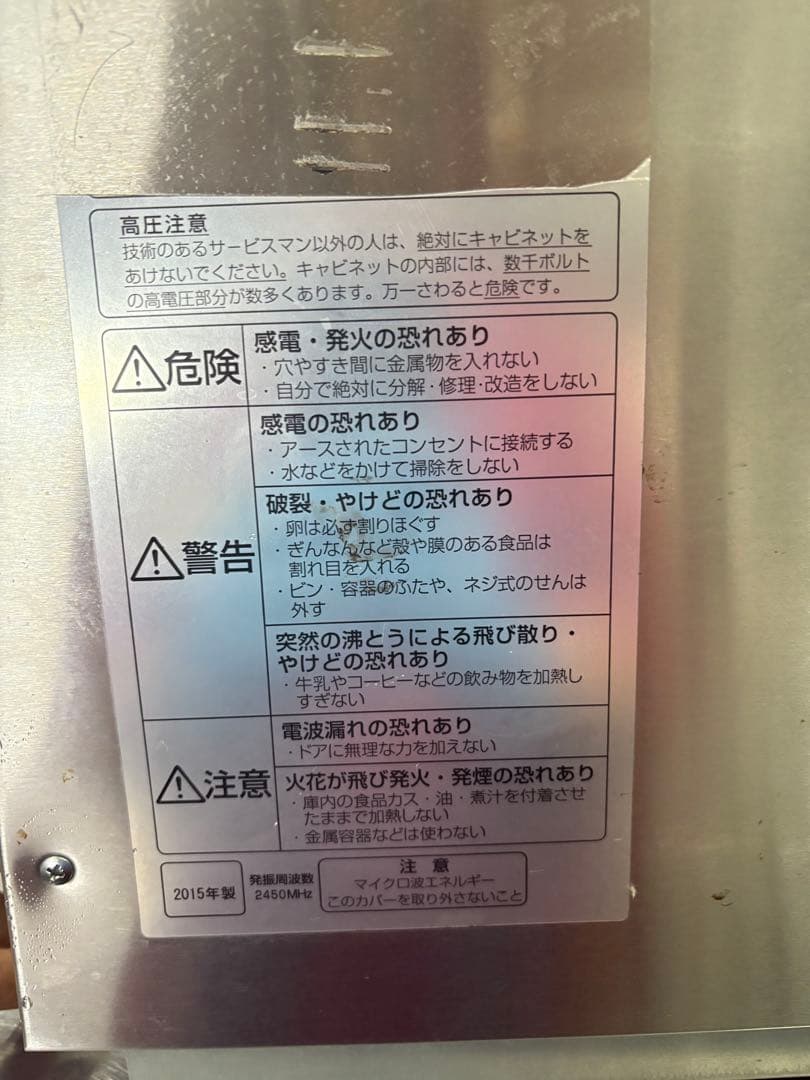 高圧注意
技術のあるサービスマン以外の人は、絶対にキャビネットを
あけないでください。キャビネットの内部には、数千ボルト
の高電圧部分が数多くあります。万一さわると危険です。
危険
感電・発火の恐れあり
・穴やすき間に金属物を入れない
・自分で絶対に分解・修理・改造をしない
警告
感電の恐れあり
・アースされたコンセントに接続する
・水などをかけて掃除をしない
破裂・やけどの恐れあり
・卵は必ず割りほぐす
・ぎんなんなど殻や膜のある食品は
割れ目を入れる
・ビン・容器のふたや、ネジ式のせんは
外す
突然の沸とうによる飛び散り・
やけどの恐れあり
・牛乳やコーヒーなどの飲み物を加熱し
すぎない
注意
電波漏れの恐れあり
・ドアに無理な力を加えない
火花が飛び発火・発煙の恐れあり
・庫内の食品カス・油・煮汁を付着させ
たままで加熱しない
・金属容器などは使わない
2015年製
発振周波数
2450MHz
注意
マイクロ波エネルギー
このカバーを取り外さないこと